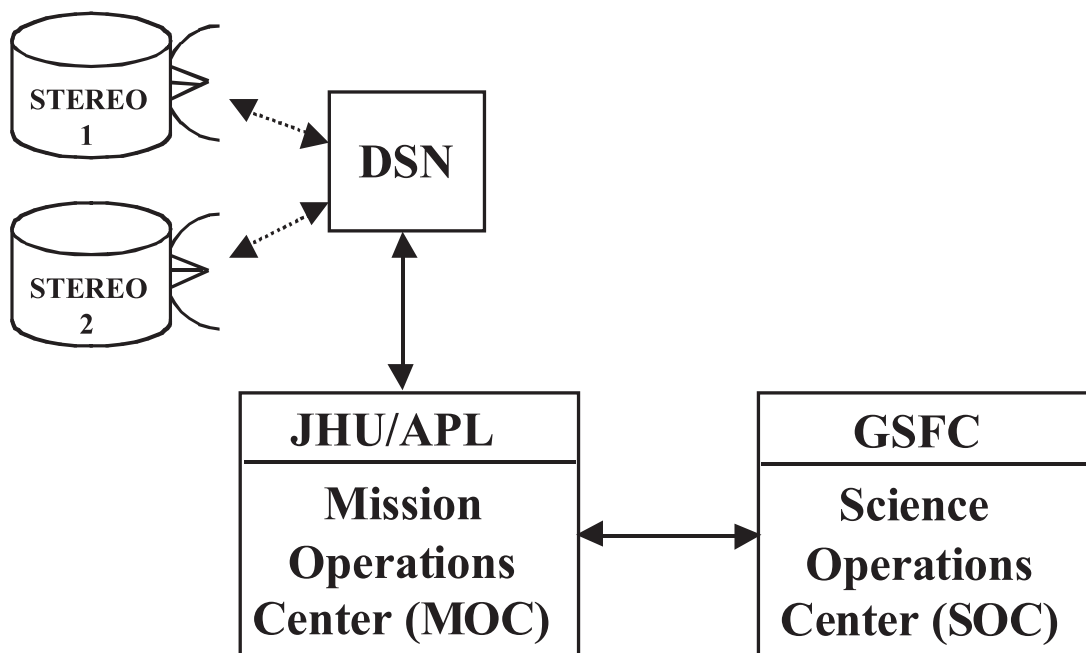 STEREO
1
DSN
STEREO
2
JHU/APL
Mission
Operations
Center (MOC)
GSFC
Science
Operations
Center (SOC)